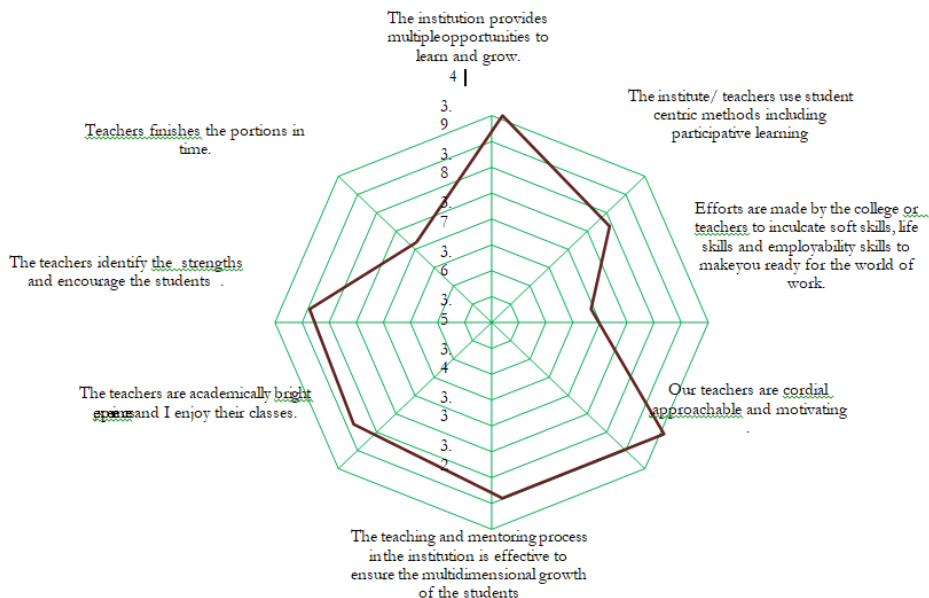 The institution provides
multiple opportunities to
learn and grow.
4
The institute/ teachers use student
centric methods including
participative learning
3.
9
Teachers finishes the portions in
time.
3.
8
3.
7
Efforts are made by the college or
teachers to inculcate soft skills, life
skills and employability skills to
makeyou ready for the world of
work.
3.
6
The teachers identify the strengths
and encourage the students .
3.
5
3.
4
Our teachers are cordial
approachable and motivating
.
The teachers are academically bright
and I enjoy their classes.
3.
3
3.
2
The teaching and mentoring process
in the institution is effective to
ensure the multidimensional growth
of the students